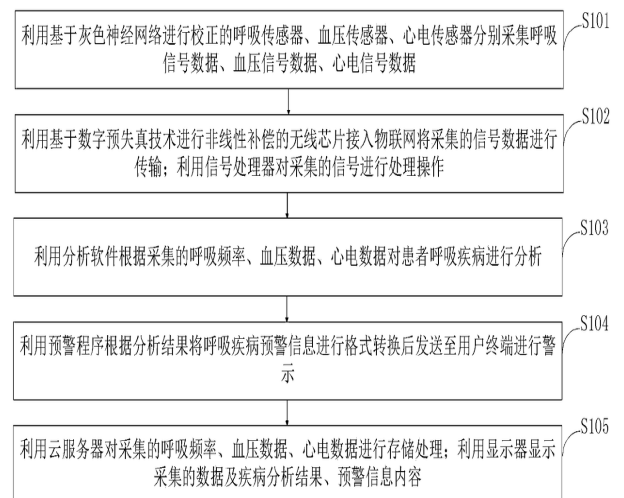 S101
利用基于灰色神经网络进行校正的呼吸传感器、血压传感器、心电传感器分别采集呼吸
信号数据、血压信号数据、心电信号数据
S102
利用基于数字预失真技术进行非线性补偿的无线芯片接入物联网将采集的信号数据进行
传输；利用信号处理器对采集的信号进行处理操作
S103
利用分析软件根据采集的呼吸频率、血压数据、心电数据对患者呼吸疾病进行分析
S104
利用预警程序根据分析结果将呼吸疾病预警信息进行格式转换后发送至用户终端进行警
示
S105
利用云服务器对采集的呼吸频率、血压数据、心电数据进行存储处理；利用显示器显示
采集的数据及疾病分析结果、预警信息内容